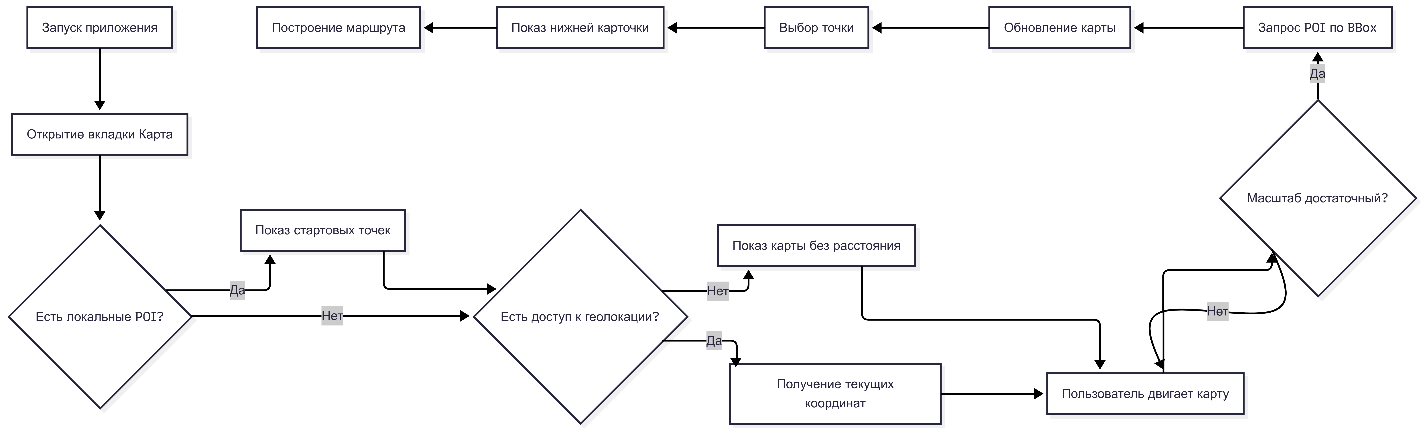 Запуск приложения
Построение маршрута
Показ нижней карточки
Выбор точки
Обновление карты
Запрос POI по BBox
Да
Открытие вкладки Карта
Масштаб достаточный?
Показ стартовых точек
Показ карты без расстояния
Да
Нет
Есть локальные POI?
Нет
Есть доступ к геолокации?
Нет
Да
Получение текущих
координат
Пользователь двигает карту